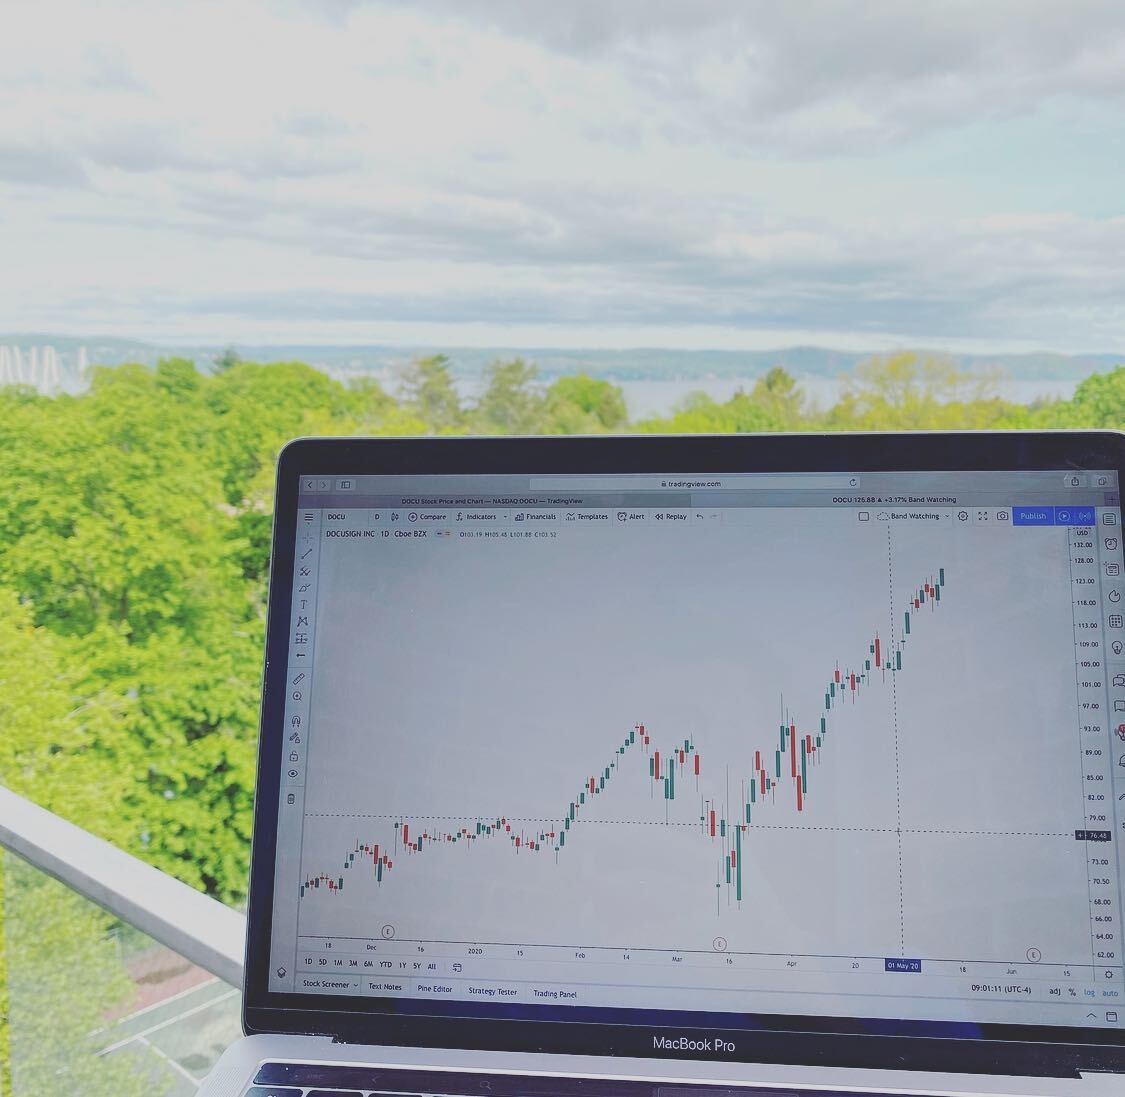 tradingview.com
DOCU Stock Price and Chart — NASDAQ:DOCU — TradingView
DOCU 125.88 ▲ +3.17% Band Watching
DOCU D Compare Indicators Financials Templates Alert Replay Band Watching Publish
DOCUSIGN INC 1D Cboe BZX O103.19 H105.48 L101.88 C103.52
USD
132.00
128.00
123.00
118.00
113.00
109.00
105.00
101.00
97.00
93.00
89.00
85.00
82.00
79.00
76.48
73.00
70.50
68.00
66.00
64.00
62.00
E E E
18 Dec 16 2020 15 Feb 14 Mar 16 Apr 20 01 May '20 18 Jun 15
1D 5D 1M 3M 6M YTD 1Y 5Y All
09:01:11 (UTC-4) adj % log auto
Stock Screener Text Notes Pine Editor Strategy Tester Trading Panel
MacBook Pro